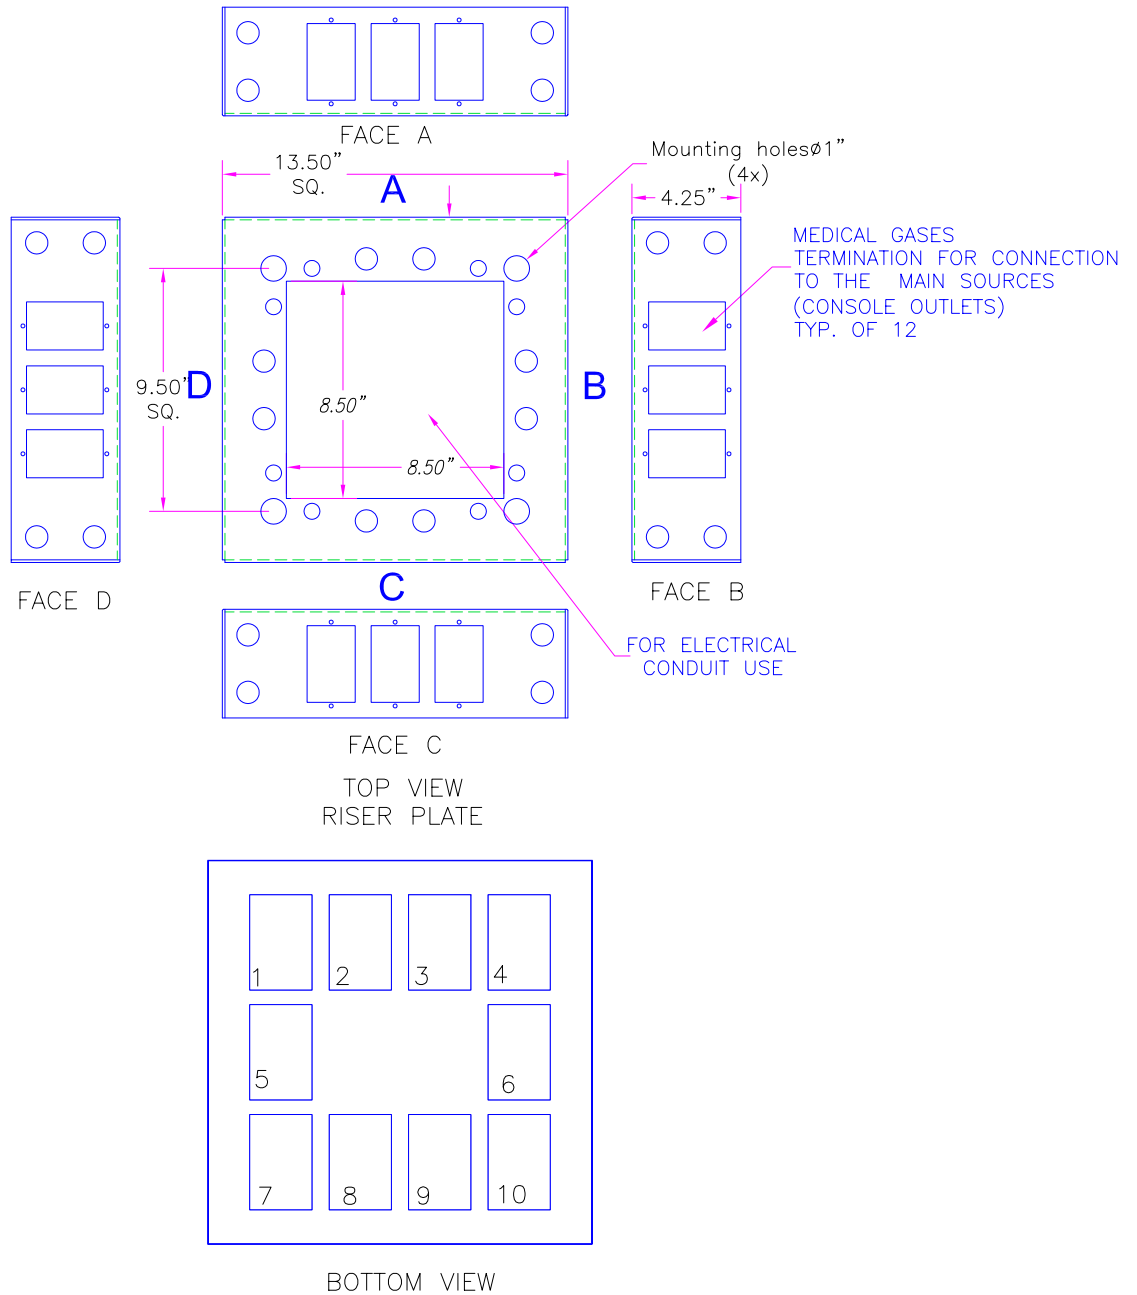 FACE A
13.50"
SQ.
A
Mounting holesø1"
(4x)
4.25"
MEDICAL GASES
TERMINATION FOR CONNECTION
TO THE MAIN SOURCES
(CONSOLE OUTLETS)
TYP. OF 12
9.50"
SQ.
D
8.50"
8.50"
B
FACE D
C
FACE B
FOR ELECTRICAL
CONDUIT USE
FACE C
TOP VIEW
RISER PLATE
1
2
3
4
5
6
7
8
9
10
BOTTOM VIEW